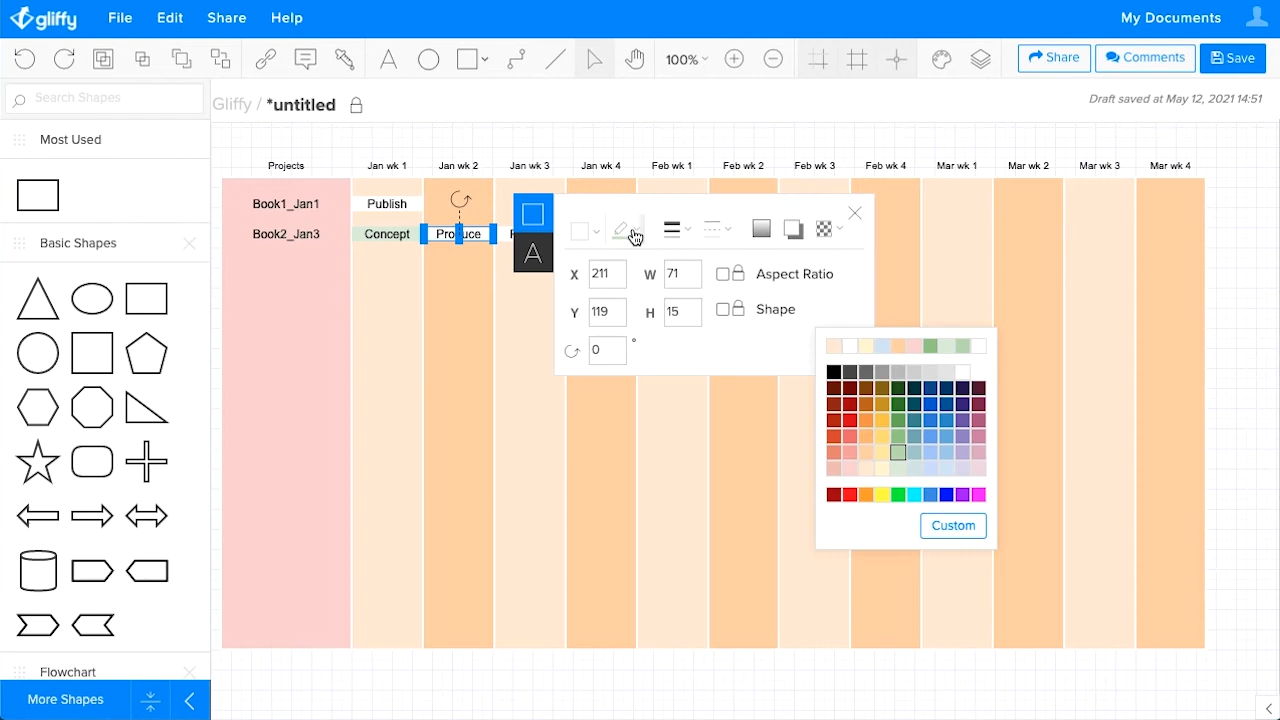 gliffy File Edit Share Help My Documents
100% Share Comments Save
Search Shapes
Gliffy / *untitled
Draft saved at May 12, 2021 14:51
Most Used
Basic Shapes
Flowchart
More Shapes
Projects Jan wk 1 Jan wk 2 Jan wk 3 Jan wk 4 Feb wk 1 Feb wk 2 Feb wk 3 Feb wk 4 Mar wk 1 Mar wk 2 Mar wk 3 Mar wk 4
Book1_Jan1 Publish
Book2_Jan3 Concept Produce
A
X 211 W 71 Aspect Ratio
Y 119 H 15 Shape
0 °
Custom